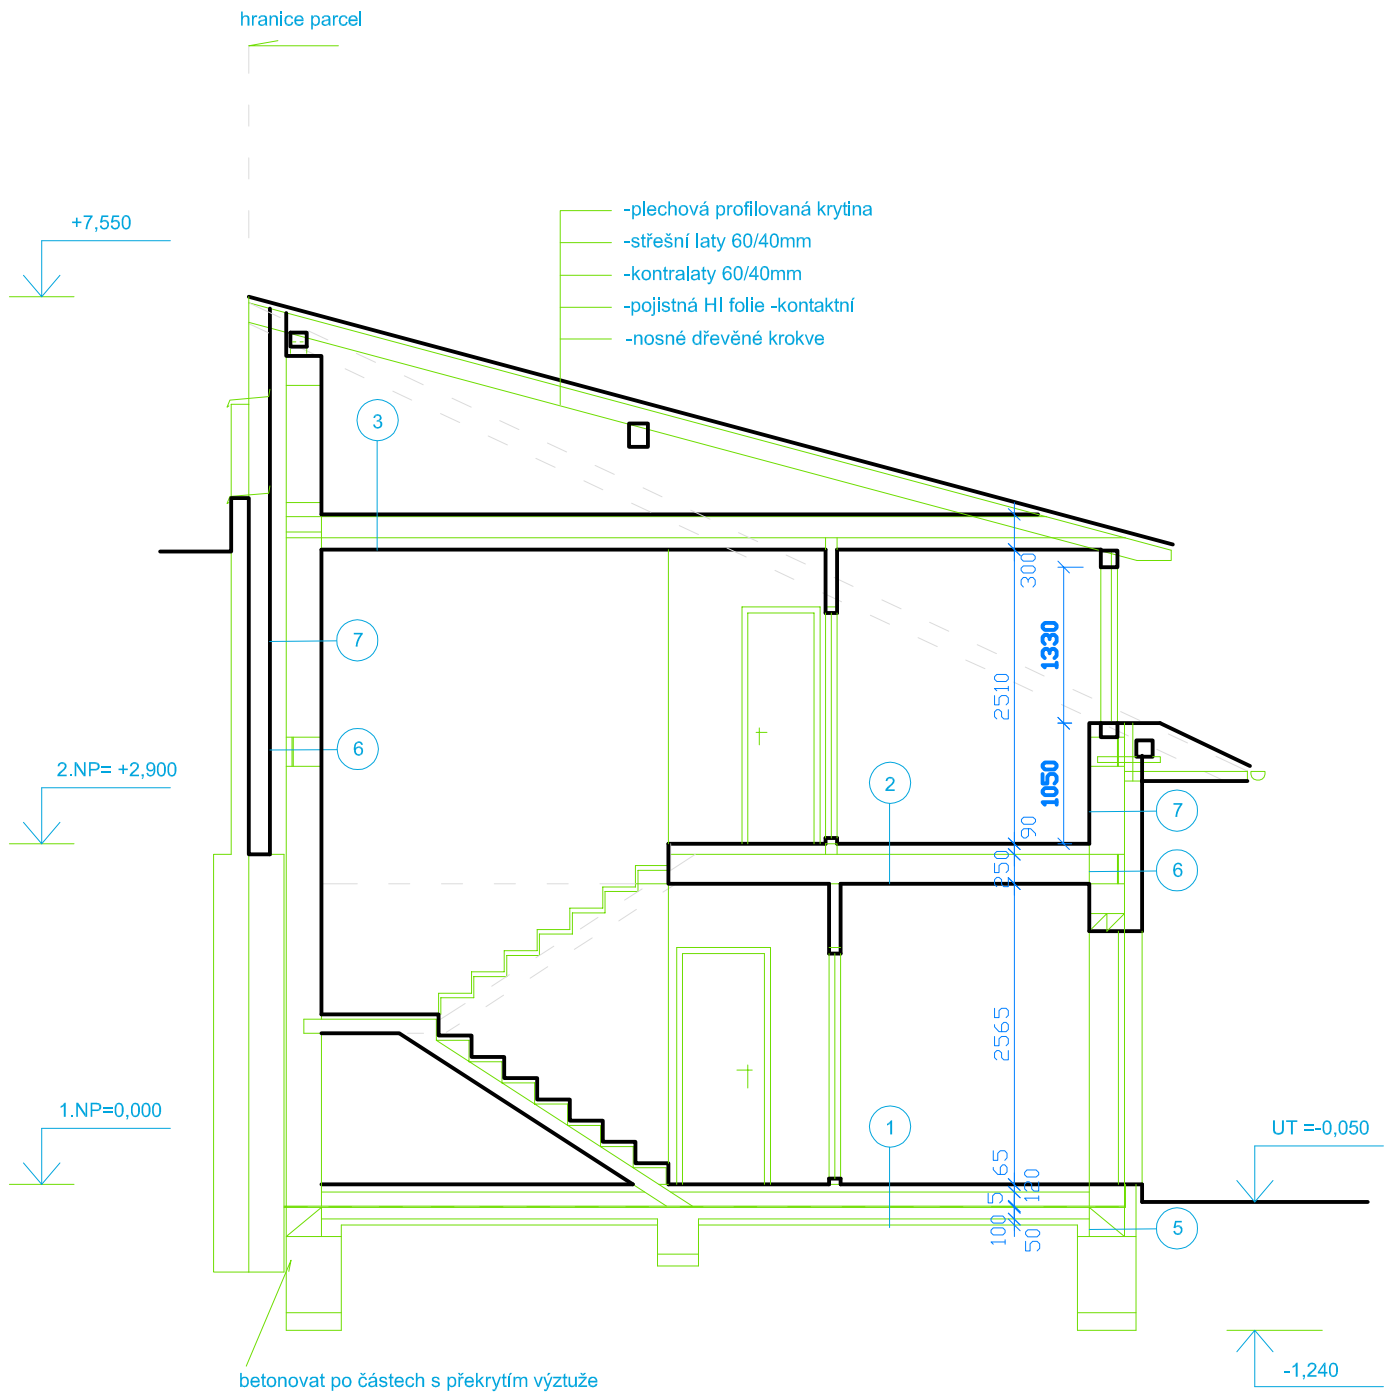 hranice parcel
+7,550
-plechová profilovaná krytina
-střešní laty 60/40mm
-kontralaty 60/40mm
-pojistná HI folie -kontaktní
-nosné dřevěné krokve
3
300
1330
7
2510
6
2.NP= +2,900
2
1050
7
90
250
6
2565
1.NP=0,000
1
UT =-0,050
65
120
5
100
50
5
-1,240
betonovat po částech s překrytím výztuže